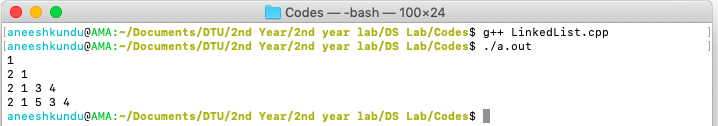 Codes — -bash — 100×24
[aneeshkundu@AMA:~/Documents/DTU/2nd Year/2nd year lab/DS Lab/Codes$ g++ LinkedList.cpp ]
[aneeshkundu@AMA:~/Documents/DTU/2nd Year/2nd year lab/DS Lab/Codes$ ./a.out ]
1
2 1
2 1 3 4
2 1 5 3 4
aneeshkundu@AMA:~/Documents/DTU/2nd Year/2nd year lab/DS Lab/Codes$